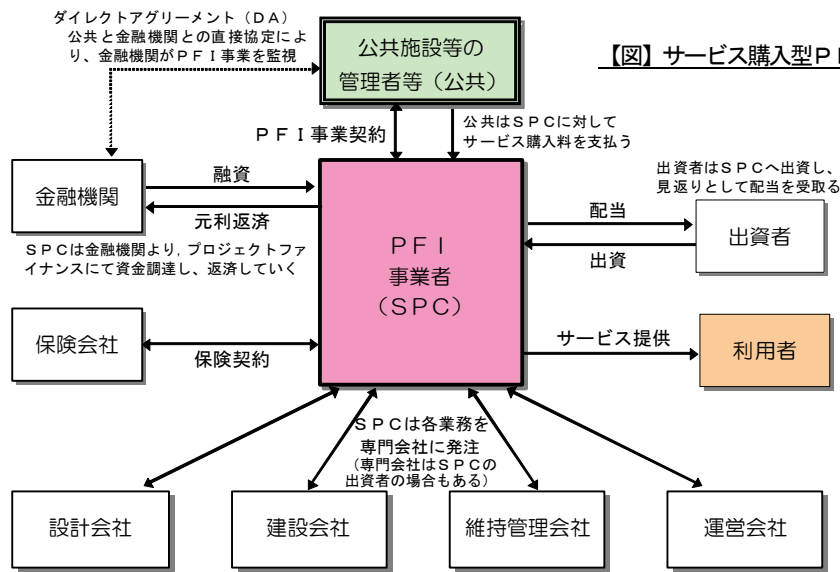 ダイレクトアグリーメント（DA）
公共と金融機関との直接協定によ
り、金融機関がＰＦＩ事業を監視
公共施設等の
管理者等（公共）
【図】サービス購入型Ｐ
ＰＦＩ事業契約
公共はＳＰＣに対して
サービス購入料を支払う
金融機関
融資
元利返済
ＳＰＣは金融機関より，プロジェクトファ
イナンスにて資金調達し、返済していく
ＰＦＩ
事業者
（SPC）
出資者はＳＰＣへ出資し、
見返りとして配当を受取る
配当
出資
出資者
保険会社
保険契約
サービス提供
利用者
ＳＰＣは各業務を
専門会社に発注
（専門会社はＳＰＣの
出資者の場合もある）
設計会社
建設会社
維持管理会社
運営会社